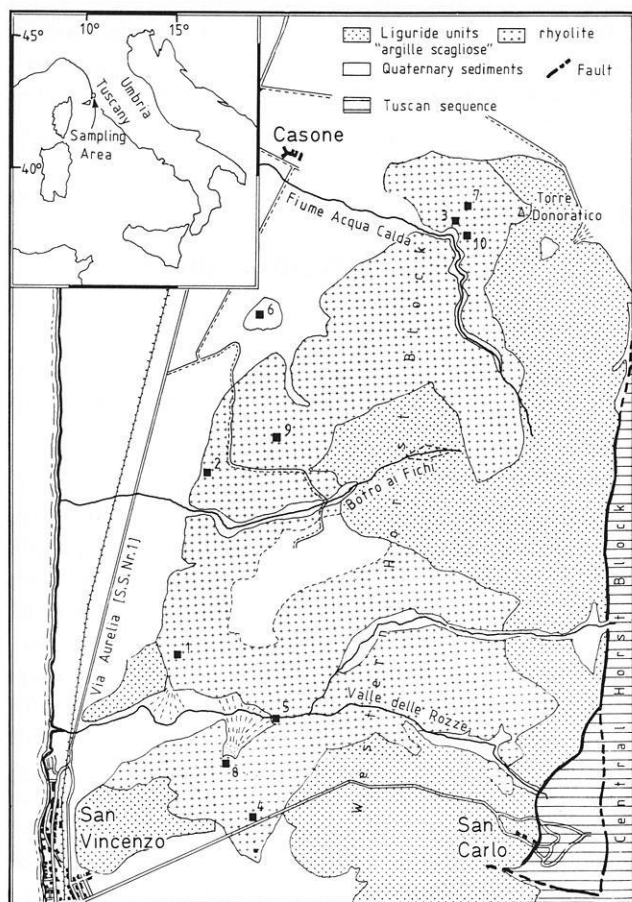 10° 15°
45°
40°
Tuscany
Umbria
Sampling
Area
Liguride units
"argille scagliose"
rhyolite
Quaternary sediments
Fault
Tuscan sequence
Casone
Fiume Acqua Calda
7
3
10
Torre
Donoratico
6
9
2
Botro ai Fichi
Western Horst Block
Central Horst Block
Via Aurelia [S.S. Nr.1]
1
5
Valle delle Rozze
8
4
San
Vincenzo
San
Carlo